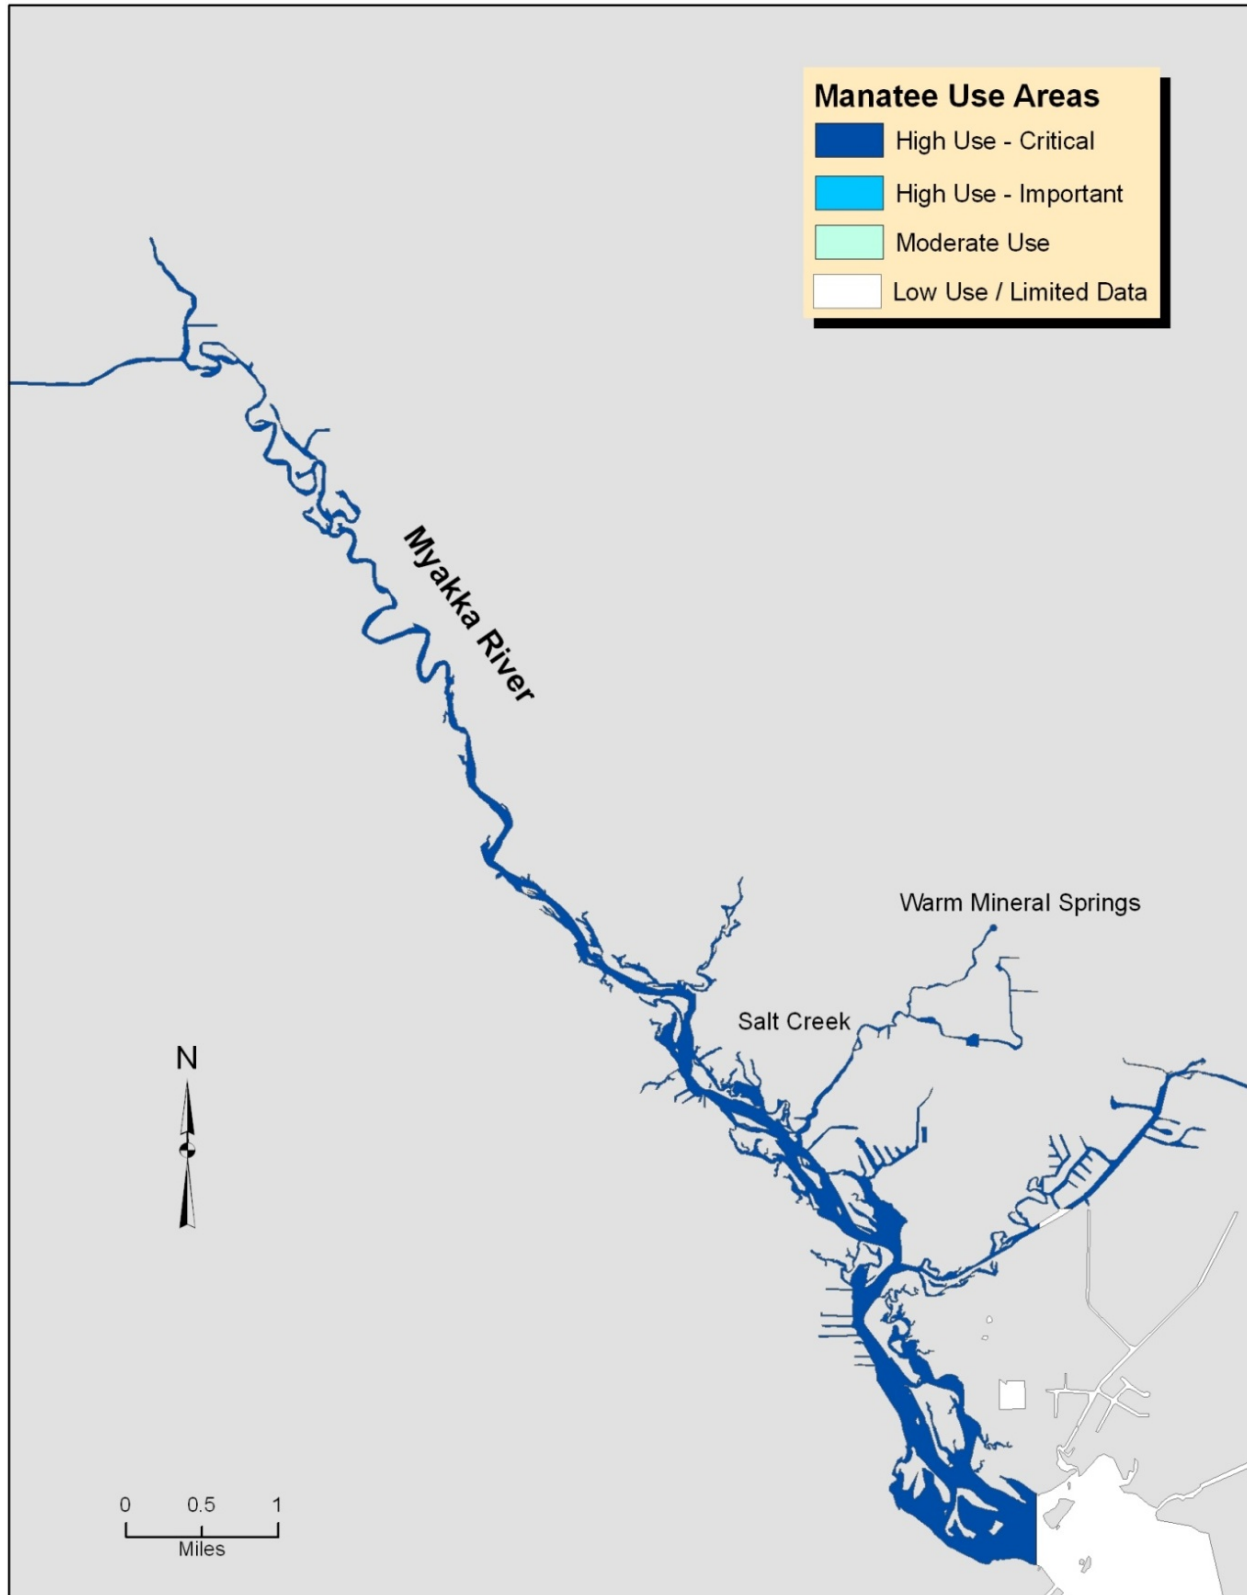 Manatee Use Areas
High Use - Critical
High Use - Important
Moderate Use
Low Use / Limited Data
Myakka River
Warm Mineral Springs
Salt Creek
N
0 0.5 1
Miles